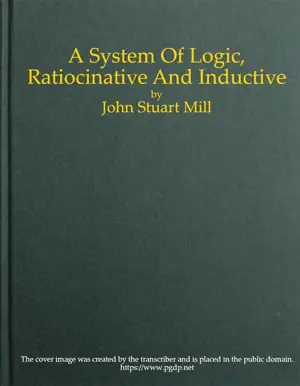 A System Of Logic,
Ratiocinative And Inductive
by
John Stuart Mill
The cover image was created by the transcriber and is placed in the public domain.
https://www.pgdp.net